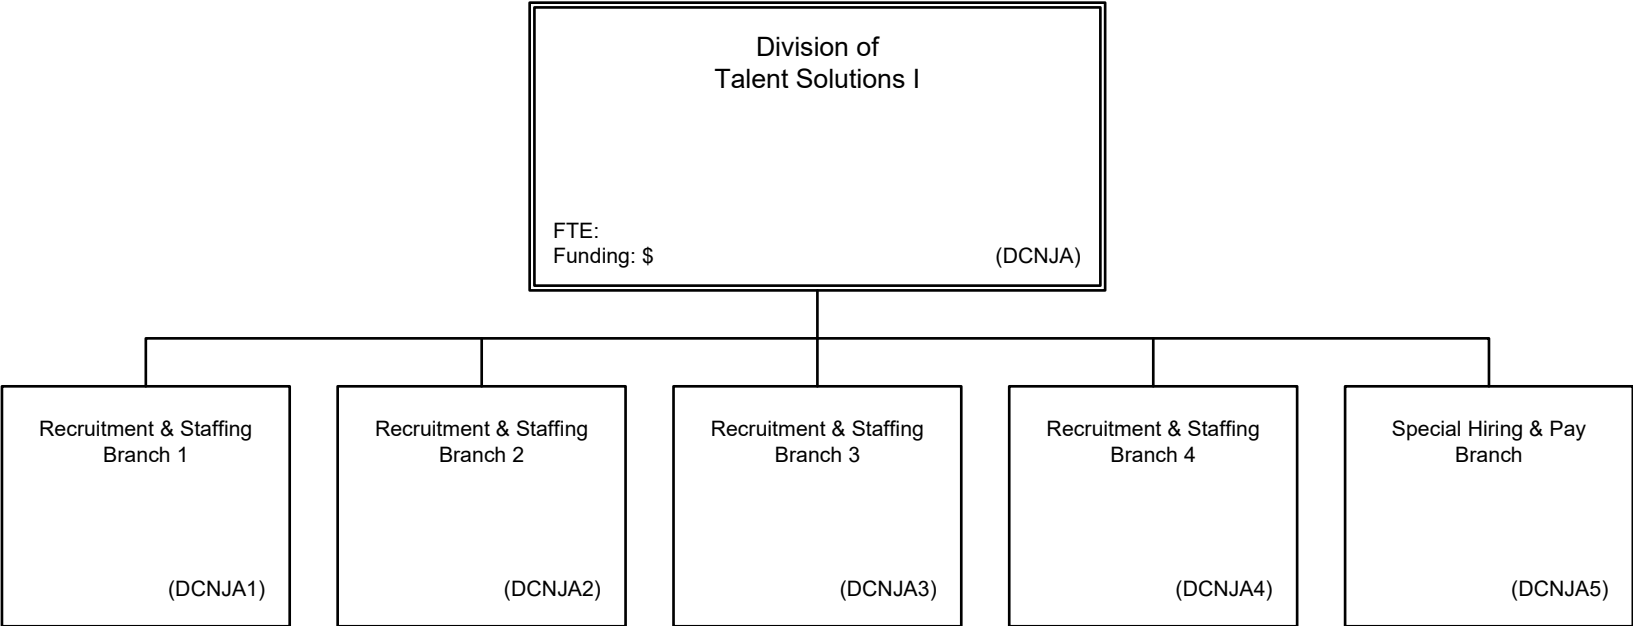 Division of
Talent Solutions I
FTE:
Funding: $
(DCNJA)
Recruitment & Staffing
Branch 1
(DCNJA1)
Recruitment & Staffing
Branch 2
(DCNJA2)
Recruitment & Staffing
Branch 3
(DCNJA3)
Recruitment & Staffing
Branch 4
(DCNJA4)
Special Hiring & Pay
Branch
(DCNJA5)